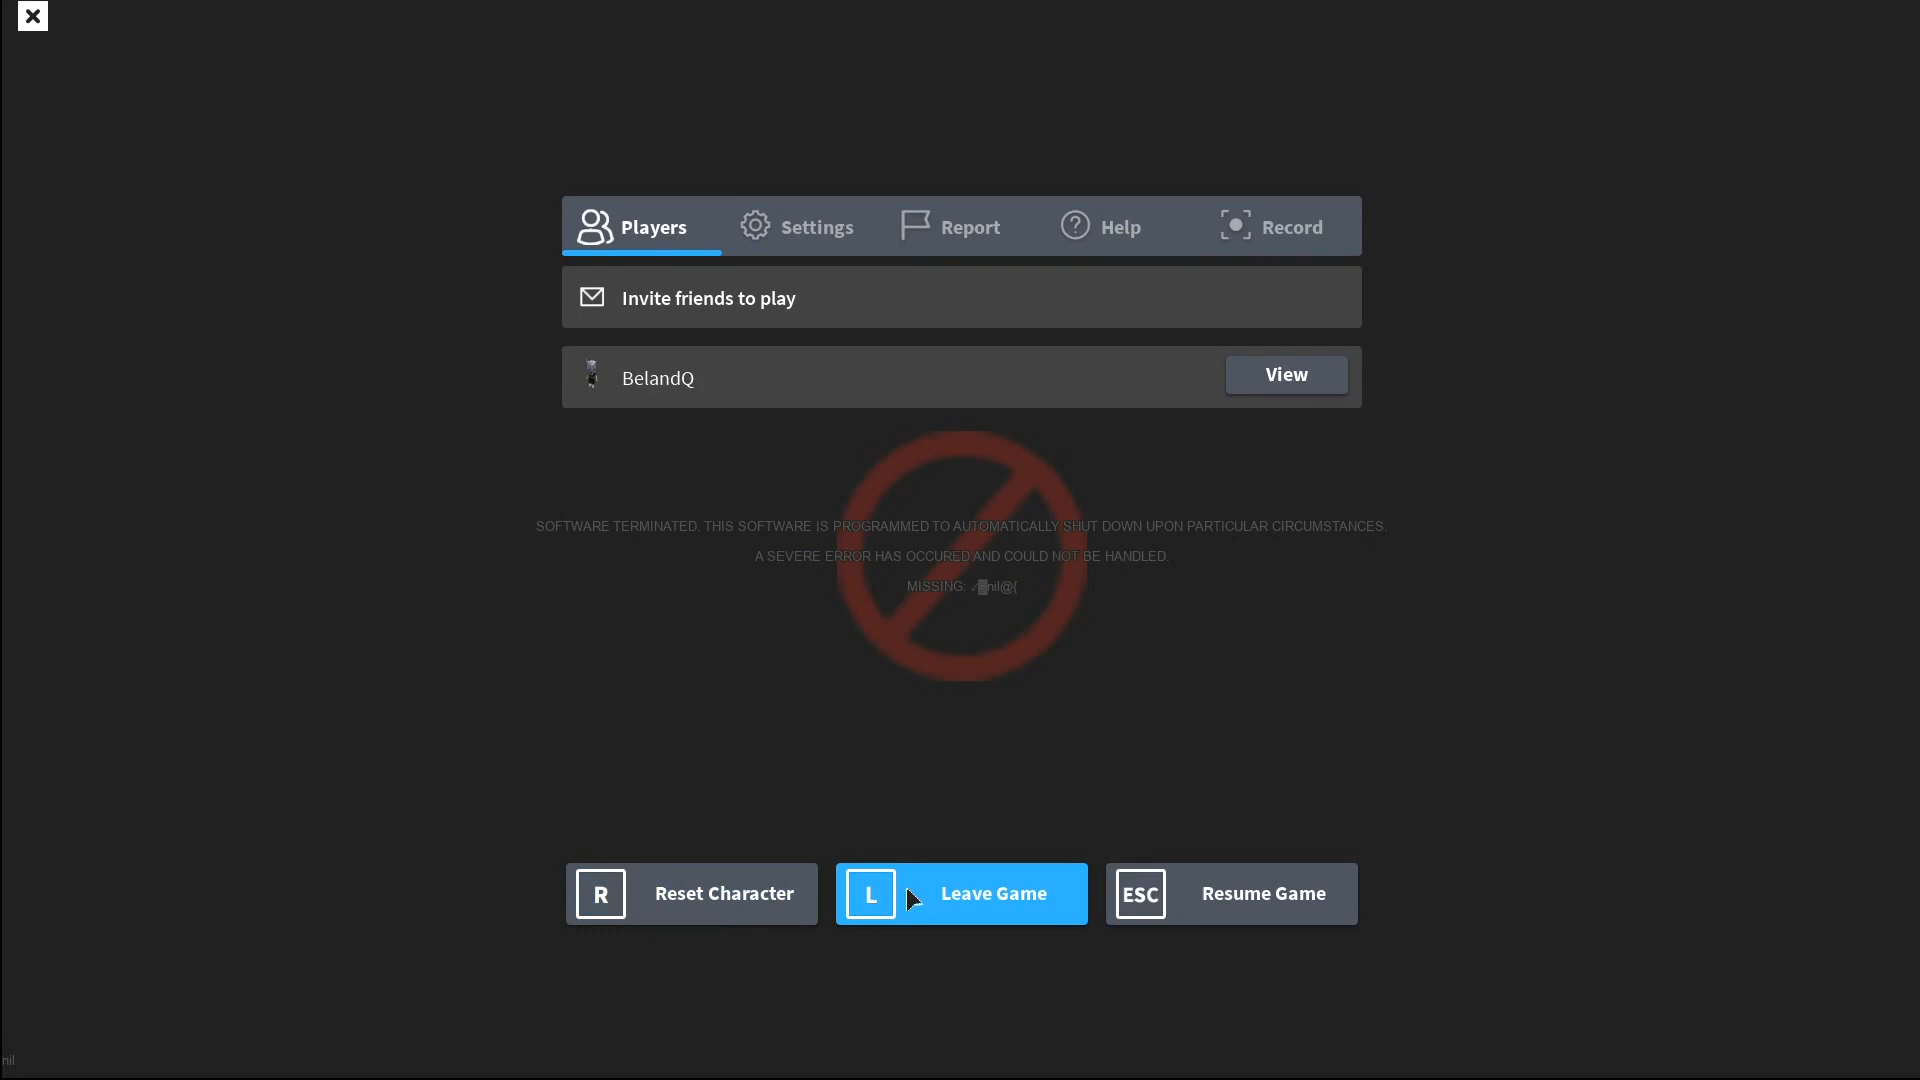 Players Settings Report Help Record
Invite friends to play
BelandQ View
SOFTWARE TERMINATED. THIS SOFTWARE IS PROGRAMMED TO AUTOMATICALLY SHUT DOWN UPON PARTICULAR CIRCUMSTANCES.
A SEVERE ERROR HAS OCCURED AND COULD NOT BE HANDLED.
MISSING: ✓▓nil@{
R Reset Character L Leave Game ESC Resume Game
nil